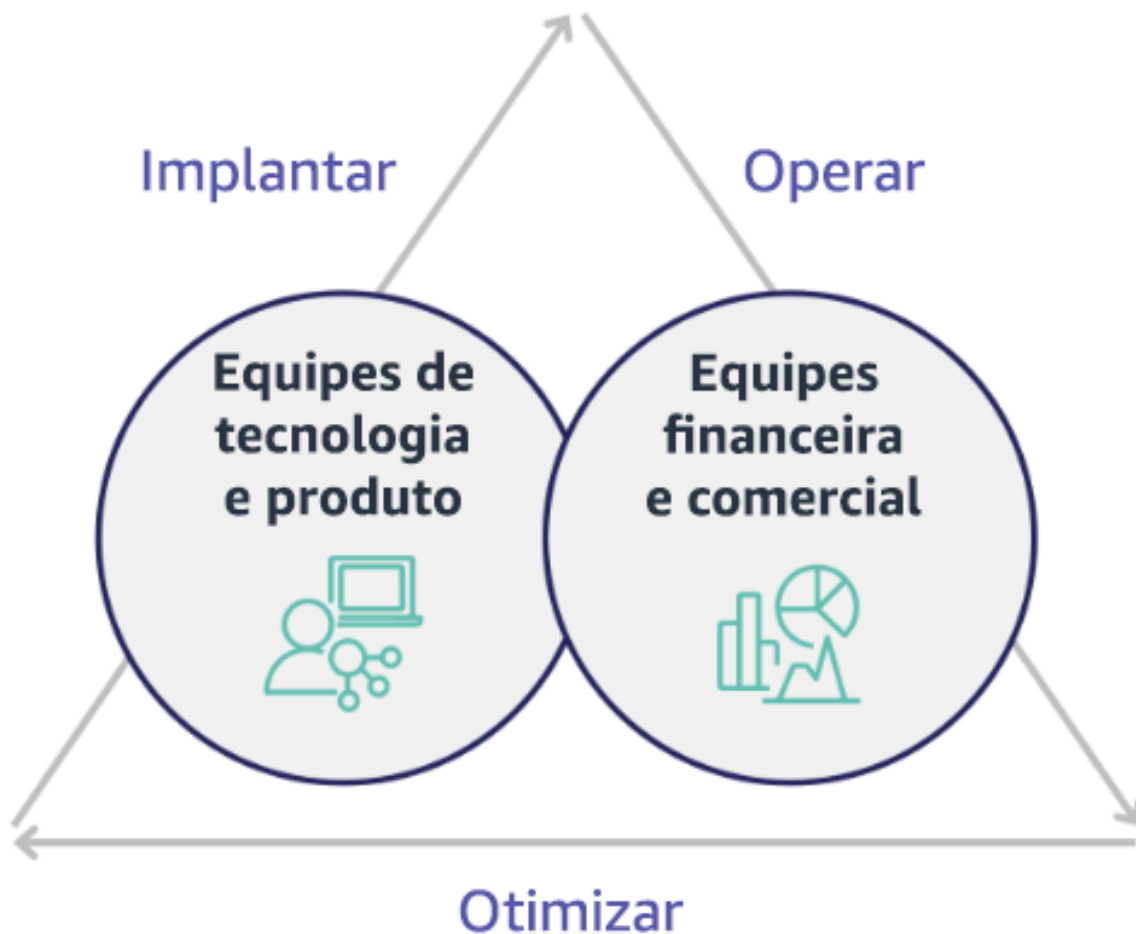 Implantar
Operar
Equipes de
tecnologia
e produto
Equipes
financeira
e comercial
Otimizar